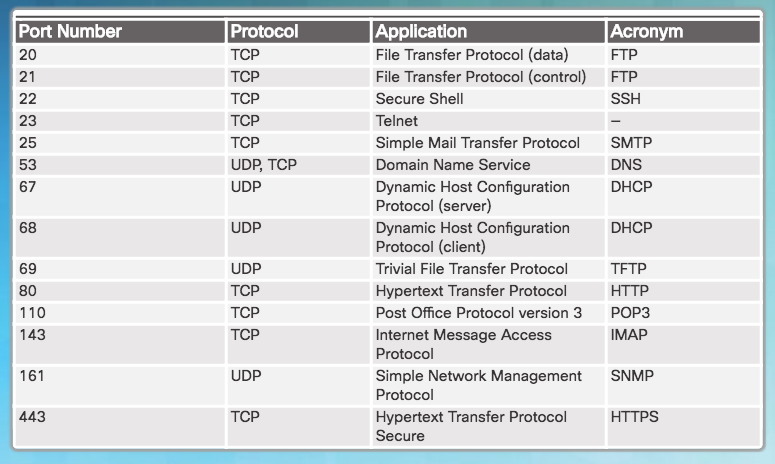 Port Number Protocol Application Acronym
20 TCP File Transfer Protocol (data) FTP
21 TCP File Transfer Protocol (control) FTP
22 TCP Secure Shell SSH
23 TCP Telnet –
25 TCP Simple Mail Transfer Protocol SMTP
53 UDP, TCP Domain Name Service DNS
67 UDP Dynamic Host Configuration DHCP
Protocol (server)
68 UDP Dynamic Host Configuration DHCP
Protocol (client)
69 UDP Trivial File Transfer Protocol TFTP
80 TCP Hypertext Transfer Protocol HTTP
110 TCP Post Office Protocol version 3 POP3
143 TCP Internet Message Access IMAP
Protocol
161 UDP Simple Network Management SNMP
Protocol
443 TCP Hypertext Transfer Protocol HTTPS
Secure